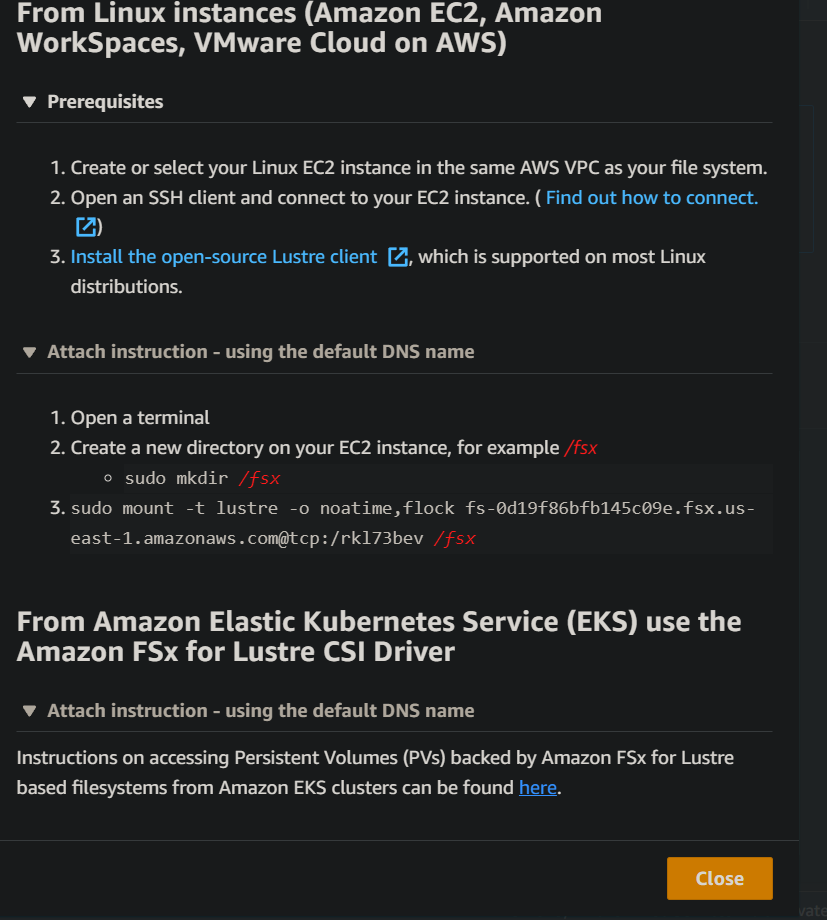 From Linux instances (Amazon EC2, Amazon
WorkSpaces, VMware Cloud on AWS)
▼ Prerequisites
1. Create or select your Linux EC2 instance in the same AWS VPC as your file system.
2. Open an SSH client and connect to your EC2 instance. ( Find out how to connect.
)
3. Install the open-source Lustre client , which is supported on most Linux
distributions.
▼ Attach instruction - using the default DNS name
1. Open a terminal
2. Create a new directory on your EC2 instance, for example /fsx
◦ sudo mkdir /fsx
3. sudo mount -t lustre -o noatime,flock fs-0d19f86bfb145c09e.fsx.us-
east-1.amazonaws.com@tcp:/rkl73bev /fsx
From Amazon Elastic Kubernetes Service (EKS) use the
Amazon FSx for Lustre CSI Driver
▼ Attach instruction - using the default DNS name
Instructions on accessing Persistent Volumes (PVs) backed by Amazon FSx for Lustre
based filesystems from Amazon EKS clusters can be found here.
Close